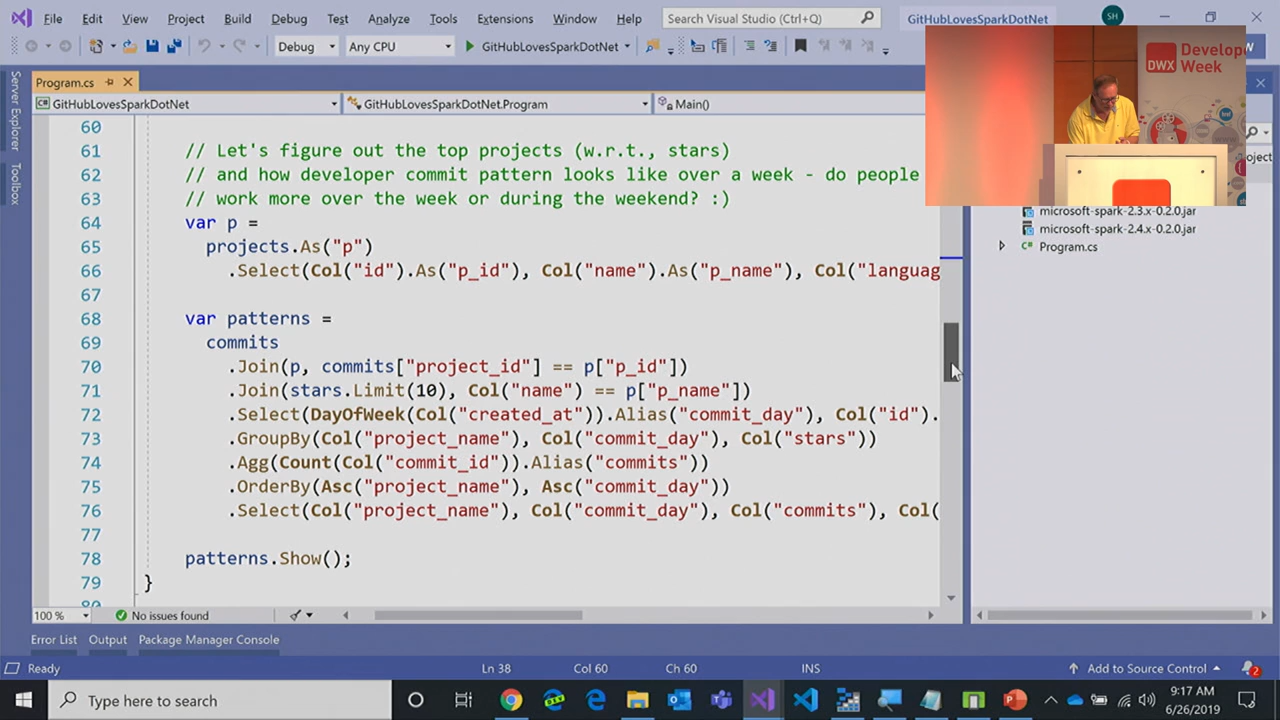 File Edit View Project Build Debug Test Analyze Tools Extensions Window Help Search Visual Studio (Ctrl+Q) GitHubLovesSparkDotNet SH
Debug Any CPU GitHubLovesSparkDotNet
DWX Develope
Week
Server Explorer
Toolbox
Program.cs
GitHubLovesSparkDotNet GitHubLovesSparkDotNet.Program Main()
60
61 // Let's figure out the top projects (w.r.t., stars)
62 // and how developer commit pattern looks like over a week - do people
63 // work more over the week or during the weekend? :)
64 var p =
65 projects.As("p")
66 .Select(Col("id").As("p_id"), Col("name").As("p_name"), Col("languag
67
68 var patterns =
69 commits
70 .Join(p, commits["project_id"] == p["p_id"])
71 .Join(stars.Limit(10), Col("name") == p["p_name"])
72 .Select(DayOfWeek(Col("created_at")).Alias("commit_day"), Col("id").
73 .GroupBy(Col("project_name"), Col("commit_day"), Col("stars"))
74 .Agg(Count(Col("commit_id")).Alias("commits"))
75 .OrderBy(Asc("project_name"), Asc("commit_day"))
76 .Select(Col("project_name"), Col("commit_day"), Col("commits"), Col(
77
78 patterns.Show();
79 }
80
microsoft-spark-2.3.x-0.2.0.jar
microsoft-spark-2.4.x-0.2.0.jar
Program.cs
100 % No issues found
Error List Output Package Manager Console
Ready Ln 38 Col 60 Ch 60 INS Add to Source Control 2
Type here to search 9:17 AM
6/26/2019